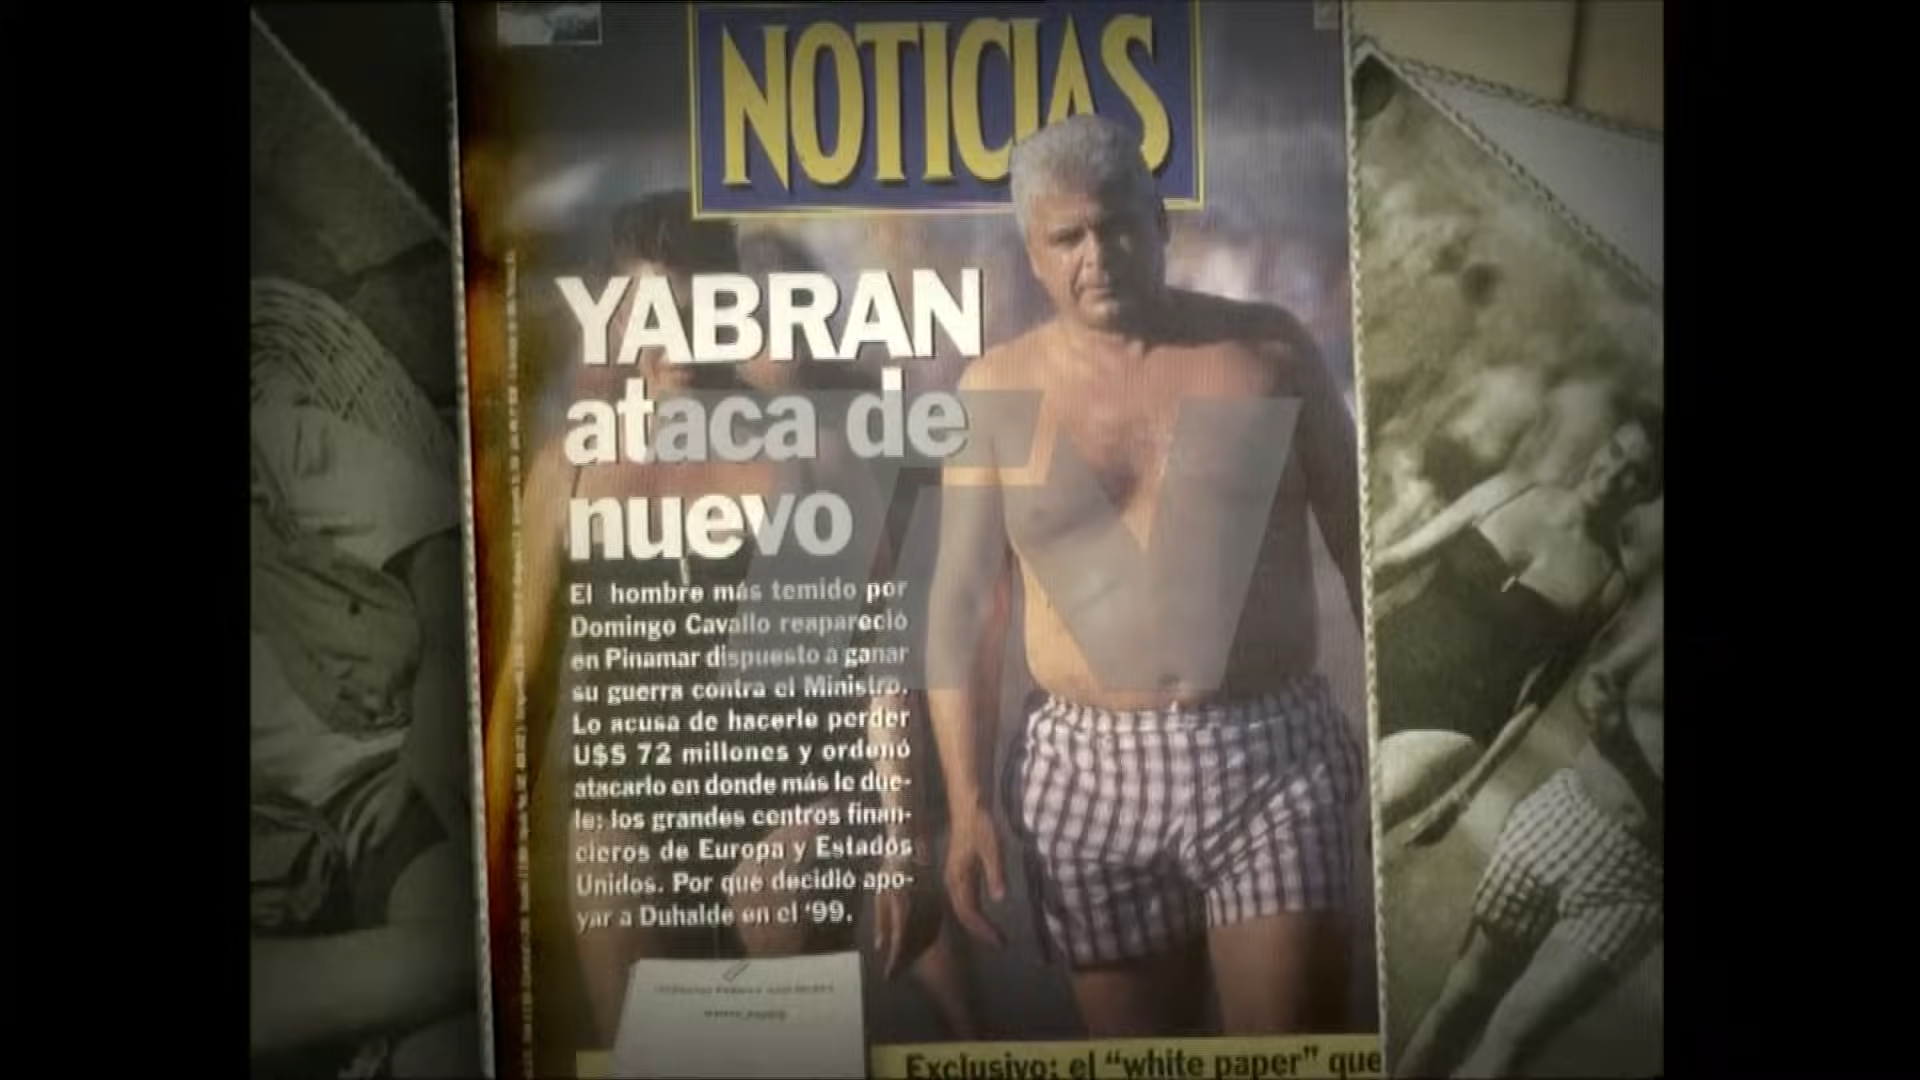 NOTICIAS
YABRAN
ataca de
nuevo
El hombre más temido por
Domingo Cavallo reapareció
en Pinamar dispuesto a ganar
su guerra contra el Ministro.
Lo acusa de hacerle perder
U$S 72 millones y ordenó
atacarlo en donde más le due-
le: los grandes centros finan-
cieros de Europa y Estados
Unidos. Por que decidió apo-
yar a Duhalde en el '99.
Exclusivo: el "white paper" que